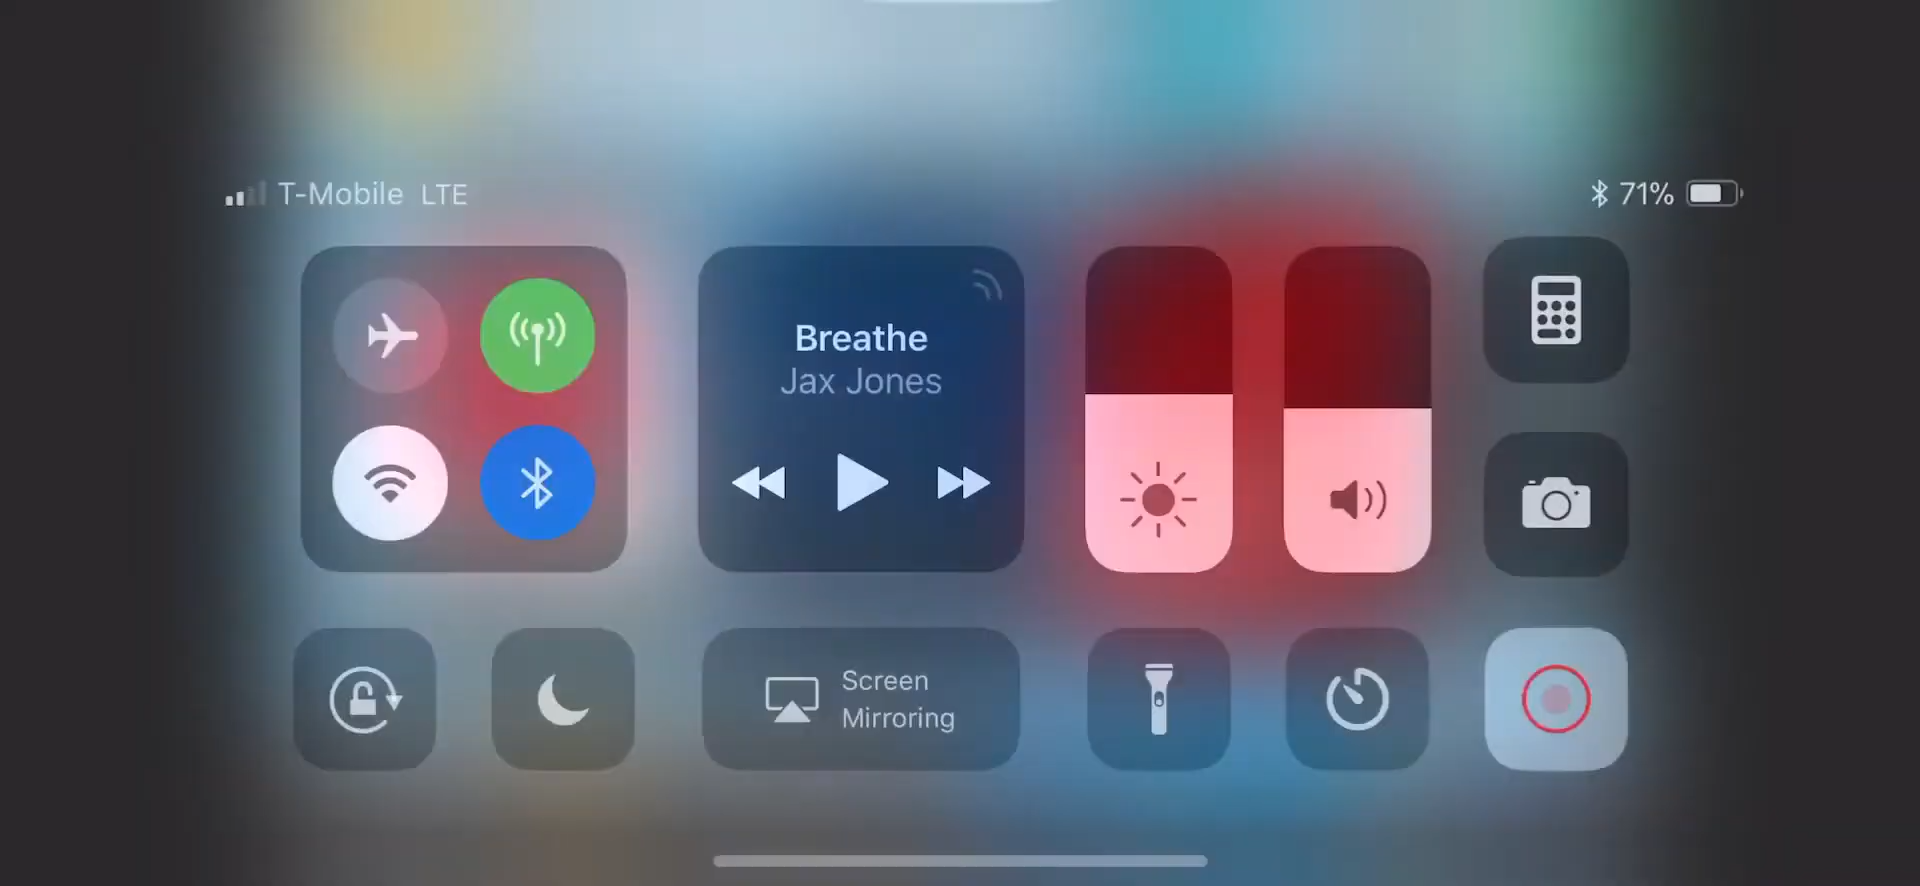 T-Mobile LTE
71%
Breathe
Jax Jones
Screen
Mirroring